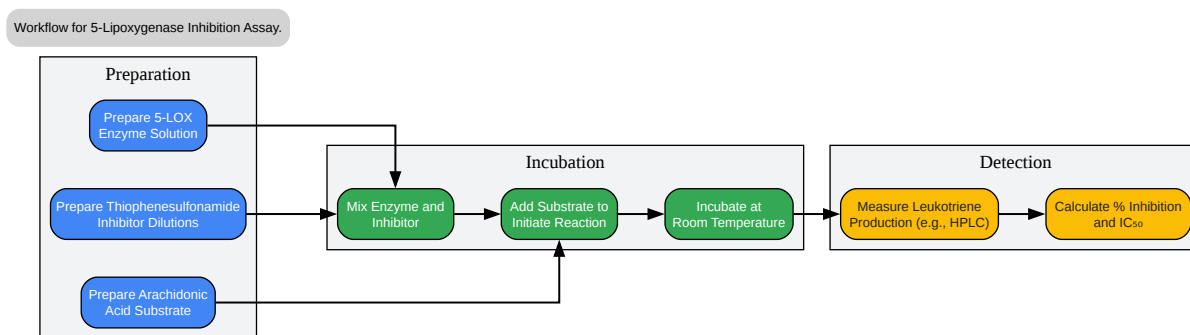 Workflow for 5-Lipoxygenase Inhibition Assay.
Preparation
Prepare 5-LOX
Enzyme Solution
Prepare Thiophenesulfonamide
Inhibitor Dilutions
Prepare Arachidonic
Acid Substrate
Incubation
Mix Enzyme and
Inhibitor
Add Substrate to
Initiate Reaction
Incubate at
Room Temperature
Detection
Measure Leukotriene
Production (e.g., HPLC)
Calculate % Inhibition
and IC₅₀